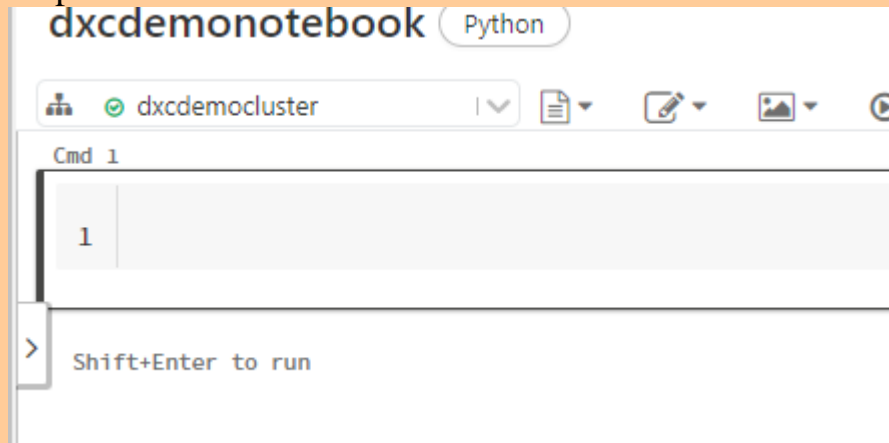 dxcdemonotebook Python
dxcdemocluster
Cmd 1
1
Shift+Enter to run